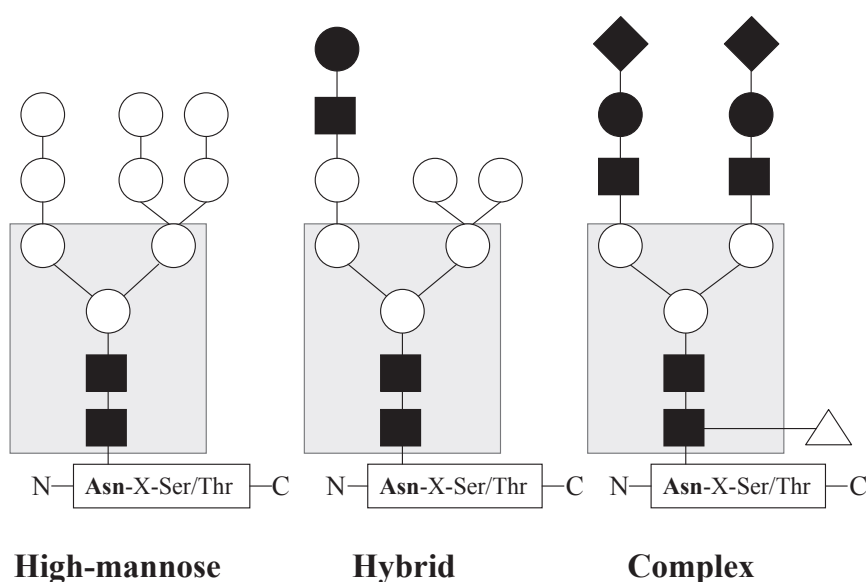 N Asn-X-Ser/Thr C N Asn-X-Ser/Thr C N Asn-X-Ser/Thr C
High-mannose Hybrid Complex